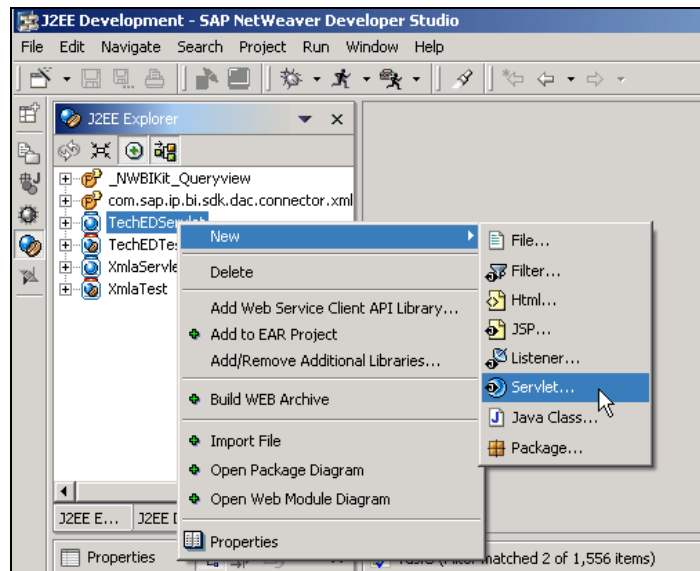 J2EE Development - SAP NetWeaver Developer Studio
File Edit Navigate Search Project Run Window Help
J2EE Explorer
_NWBIKit_Queryview
com.sap.ip.bi.sdk.dac.connector.xml
TechEDServlet
TechEDTes
XmlaServle
XmlaTest
New
Delete
Add Web Service Client API Library...
Add to EAR Project
Add/Remove Additional Libraries...
Build WEB Archive
Import File
Open Package Diagram
Open Web Module Diagram
Properties
File...
Filter...
Html...
JSP...
Listener...
Servlet...
Java Class...
Package...
J2EE E... J2EE
Properties
matched 2 of 1,556 items)